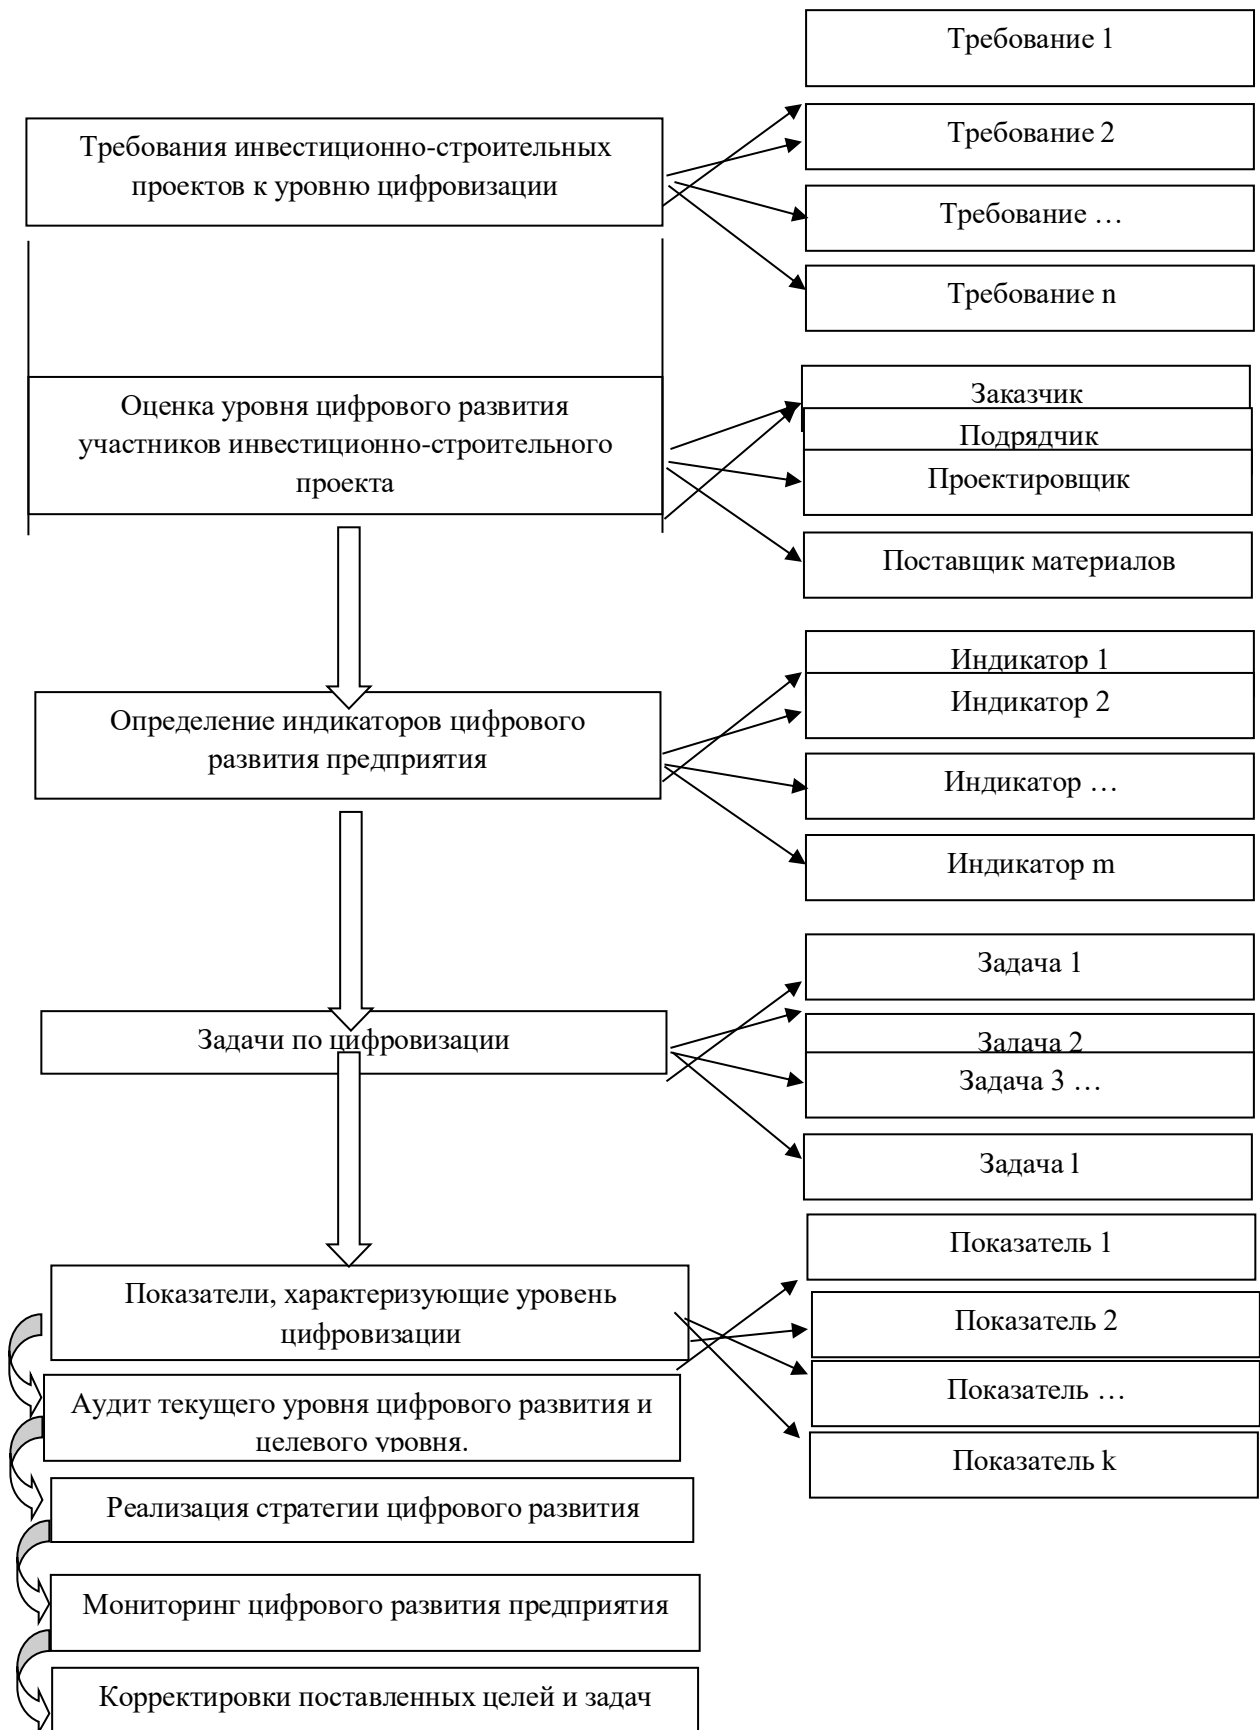 Требование 1
Требования инвестиционно-строительных
проектов к уровню цифровизации
Требование 2
Требование …
Требование n
Оценка уровня цифрового развития
участников инвестиционно-строительного
проекта
Заказчик
Подрядчик
Проектировщик
Поставщик материалов
Определение индикаторов цифрового
развития предприятия
Индикатор 1
Индикатор 2
Индикатор …
Индикатор m
Задачи по цифровизации
Задача 1
Задача 2
Задача 3 …
Задача l
Показатели, характеризующие уровень
цифровизации
Показатель 1
Показатель 2
Показатель …
Показатель k
Аудит текущего уровня цифрового развития и
целевого уровня.
Реализация стратегии цифрового развития
Мониторинг цифрового развития предприятия
Корректировки поставленных целей и задач